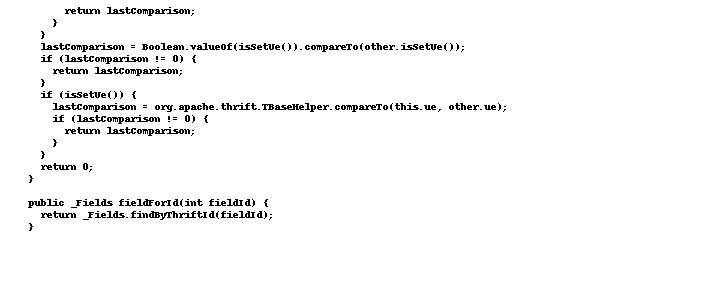 return lastComparison;
}
}
lastComparison = Boolean.valueOf(isSetUe()).compareTo(other.isSetUe());
if (lastComparison != 0) {
return lastComparison;
}
if (isSetUe()) {
lastComparison = org.apache.thrift.TBaseHelper.compareTo(this.ue, other.ue);
if (lastComparison != 0) {
return lastComparison;
}
}
return 0;
}
public _Fields fieldForId(int fieldId) {
return _Fields.findByThriftId(fieldId);
}